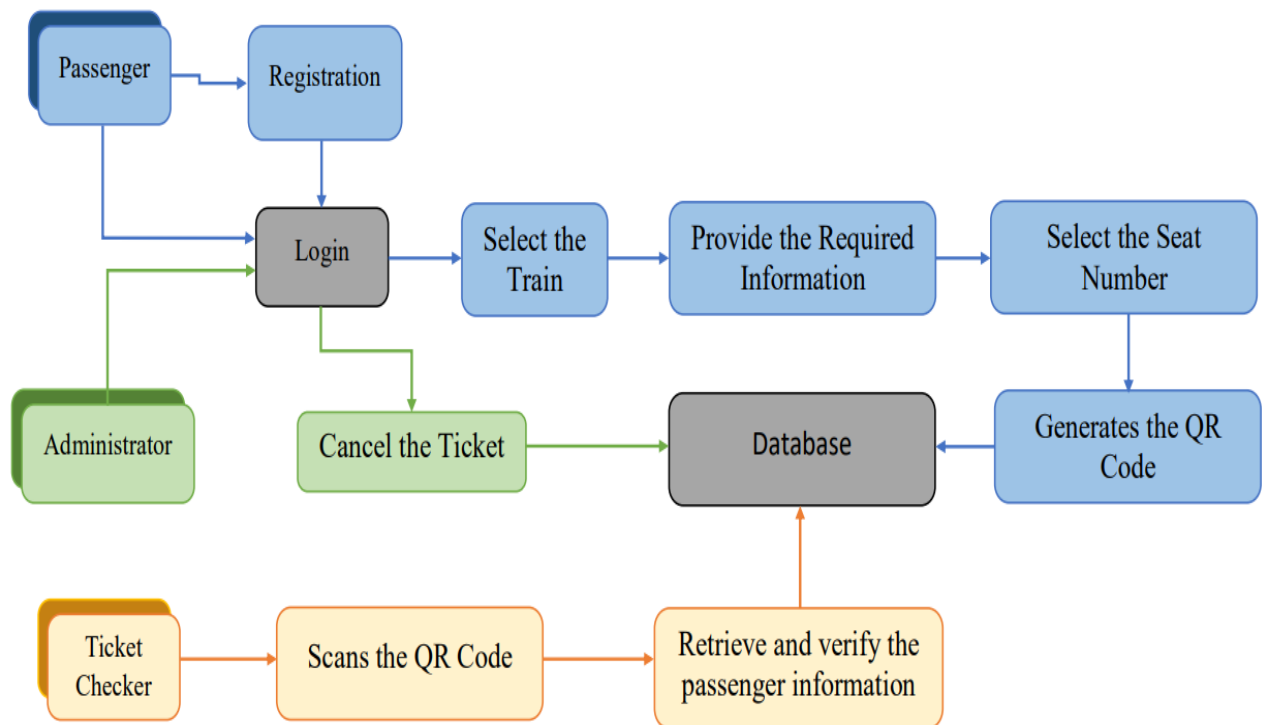 Passenger
Registration
Login
Select the
Train
Provide the Required
Information
Select the Seat
Number
Administrator
Cancel the Ticket
Database
Generates the QR
Code
Ticket
Checker
Scans the QR Code
Retrieve and verify the
passenger information